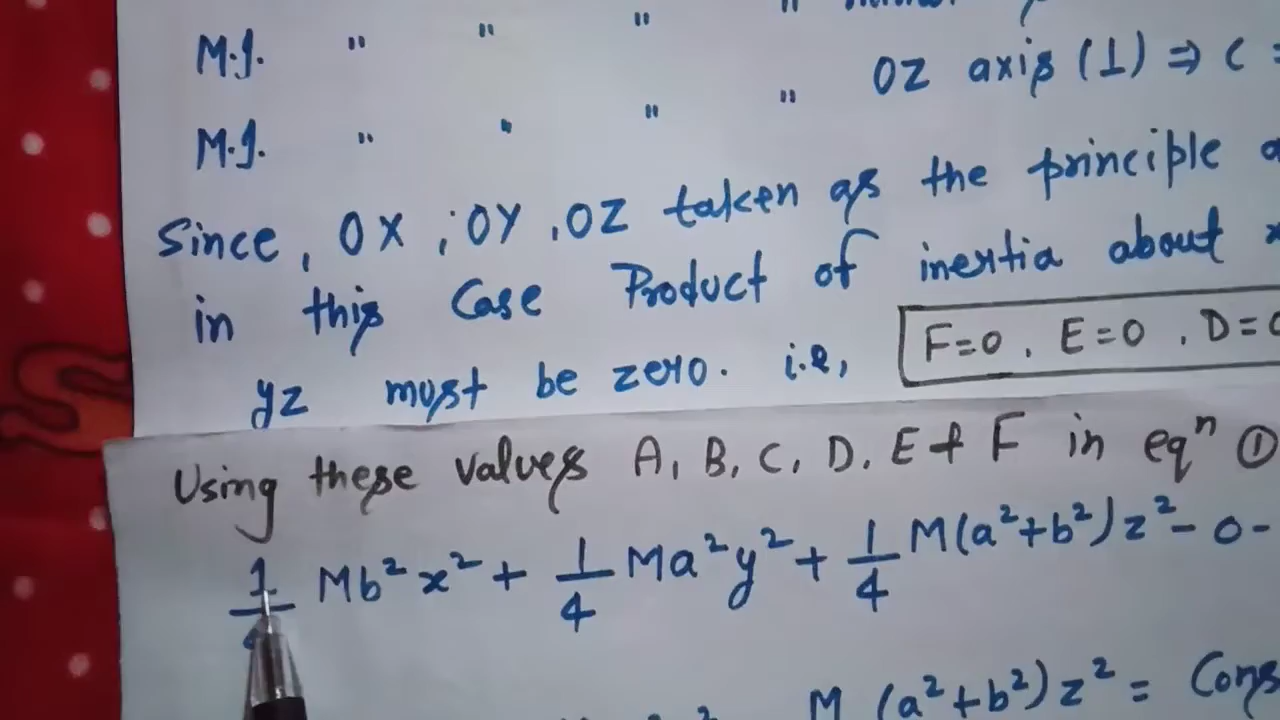 M.I. " " " "
OZ axis (⊥) ⇒ C =
M.I. " " " "
Since, OX, OY, OZ taken as the principle
in this Case Product of inertia about
yz must be zero. i.e, F=0, E=0, D=0
Using these values A, B, C, D, E & F in eqⁿ ①
1/4 Mb²x² + 1/4 Ma²y² + 1/4 M(a²+b²)z² - 0 -
M (a²+b²)z² = Cons